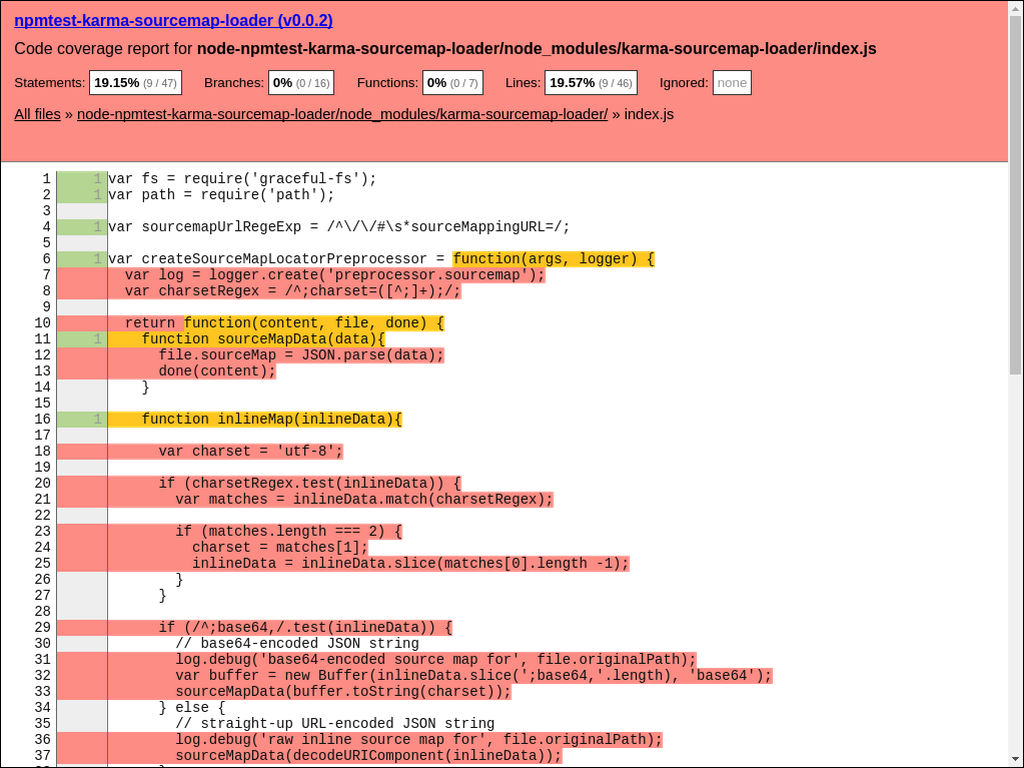 npmtest-karma-sourcemap-loader (v0.0.2)
Code coverage report for node-npmtest-karma-sourcemap-loader/node_modules/karma-sourcemap-loader/index.js
Statements: 19.15% (9 / 47) Branches: 0% (0 / 16) Functions: 0% (0 / 7) Lines: 19.57% (9 / 46) Ignored: none
All files » node-npmtest-karma-sourcemap-loader/node_modules/karma-sourcemap-loader/ » index.js
1 1 var fs = require('graceful-fs');
2 1 var path = require('path');
3
4 1 var sourcemapUrlRegeExp = /^\/\/#\s*sourceMappingURL=/;
5
6 1 var createSourceMapLocatorPreprocessor = function(args, logger) {
7 var log = logger.create('preprocessor.sourcemap');
8 var charsetRegex = /^;charset=([^;]+);/;
9
10 return function(content, file, done) {
11 1 function sourceMapData(data){
12 file.sourceMap = JSON.parse(data);
13 done(content);
14 }
15
16 1 function inlineMap(inlineData){
17
18 var charset = 'utf-8';
19
20 if (charsetRegex.test(inlineData)) {
21 var matches = inlineData.match(charsetRegex);
22
23 if (matches.length === 2) {
24 charset = matches[1];
25 inlineData = inlineData.slice(matches[0].length -1);
26 }
27 }
28
29 if (/^;base64,/.test(inlineData)) {
30 // base64-encoded JSON string
31 log.debug('base64-encoded source map for', file.originalPath);
32 var buffer = new Buffer(inlineData.slice(';base64,'.length), 'base64');
33 sourceMapData(buffer.toString(charset));
34 } else {
35 // straight-up URL-encoded JSON string
36 log.debug('raw inline source map for', file.originalPath);
37 sourceMapData(decodeURIComponent(inlineData));